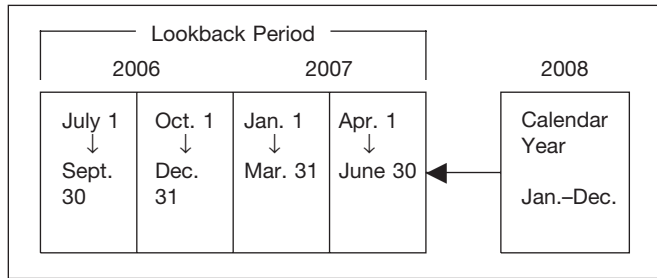 Lookback Period
2006
2007
2008
July 1
↓
Sept.
30
Oct. 1
↓
Dec.
31
Jan. 1
↓
Mar. 31
Apr. 1
↓
June 30
Calendar
Year
Jan.–Dec.